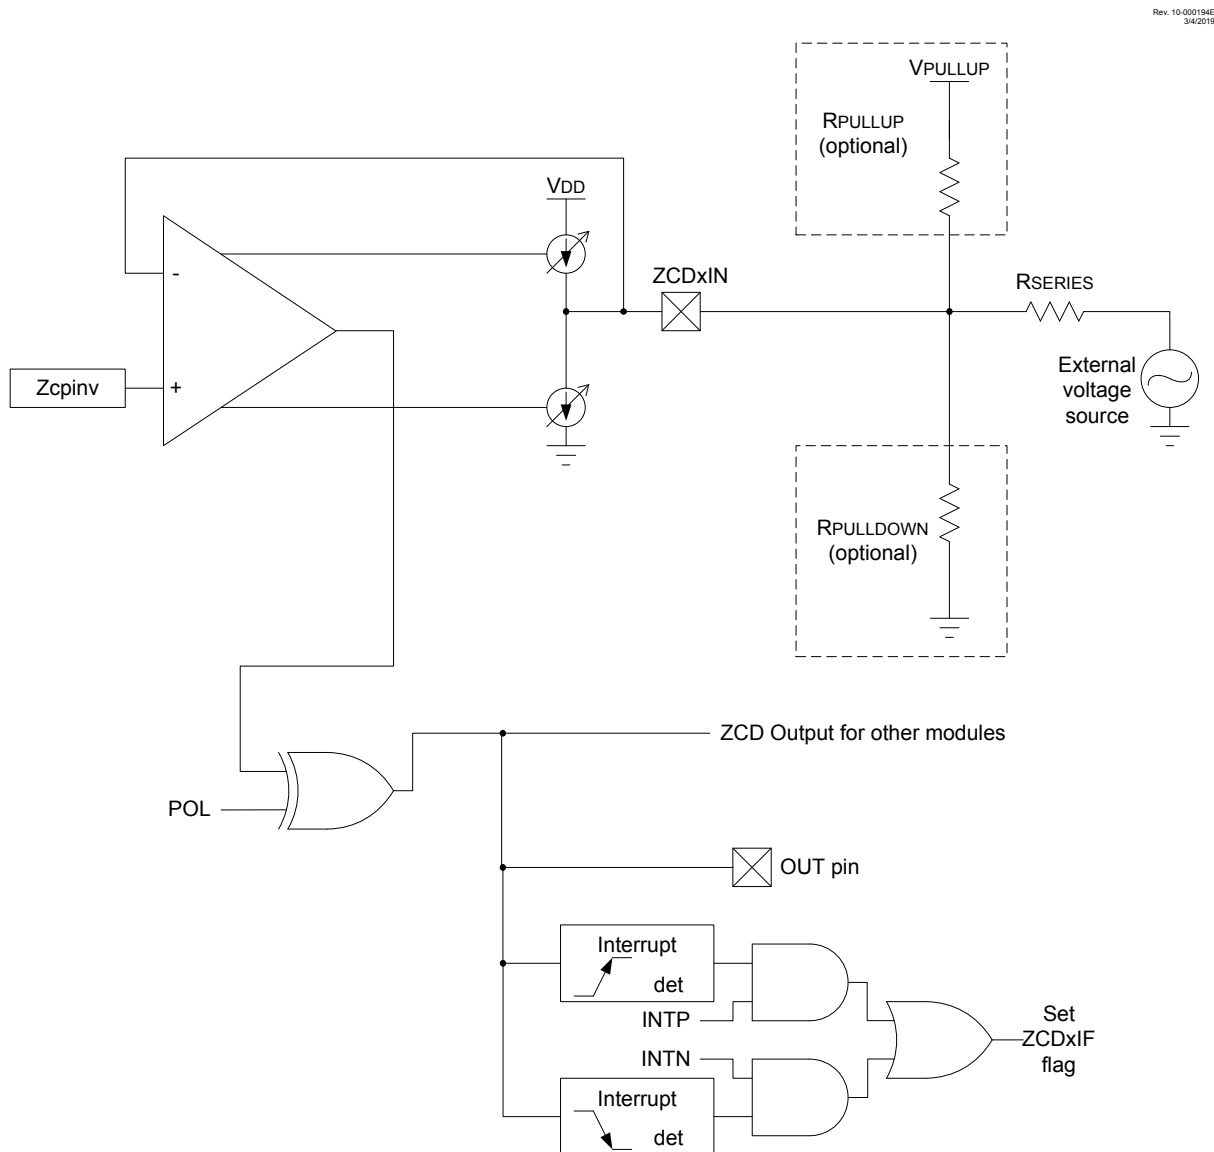 Rev. 10-000194E
3/4/2019
VPULLUP
RPULLUP
(optional)
VDD
-
ZCDxIN
RSERIES
Zcpinv
+
External
voltage
source
RPULLDOWN
(optional)
ZCD Output for other modules
POL
OUT pin
Interrupt
det
INTP
Set
ZCDxIF
flag
INTN
Interrupt
det